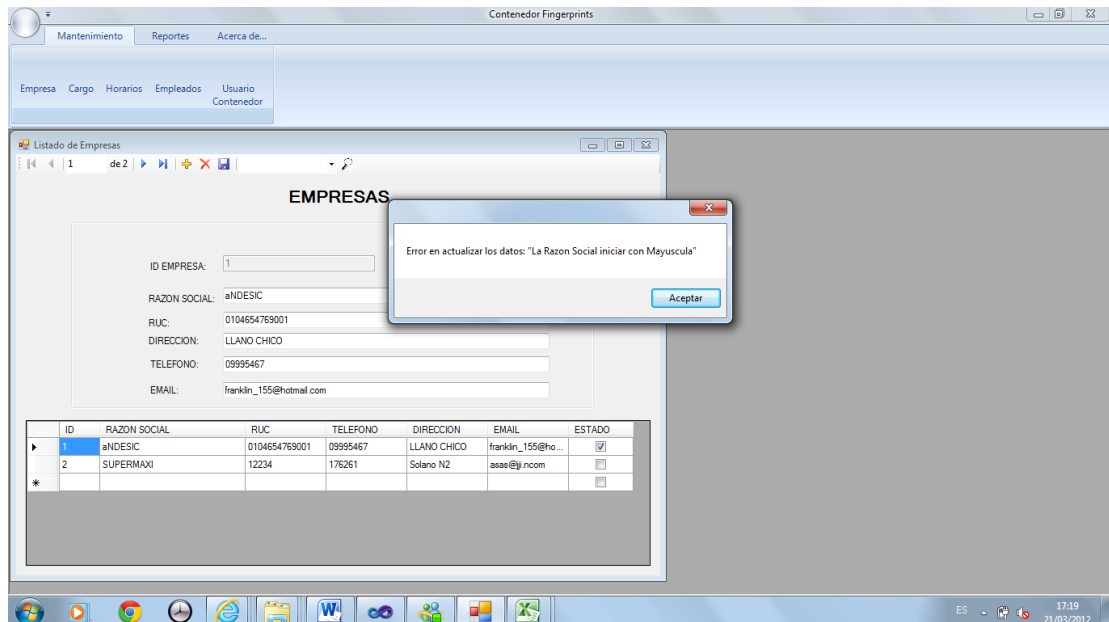 Contenedor Fingerprints
Mantenimiento Reportes Acerca de...
Empresa Cargo Horarios Empleados Usuario
Contenedor
Listado de Empresas
1 de 2
EMPRESAS
Error en actualizar los datos: "La Razon Social iniciar con Mayuscula"
Aceptar
ID EMPRESA: 1
RAZON SOCIAL: aNDESIC
RUC: 0104654769001
DIRECCION: LLANO CHICO
TELEFONO: 09995467
EMAIL: franklin_155@hotmail.com
ID RAZON SOCIAL RUC TELEFONO DIRECCION EMAIL ESTADO
1 aNDESIC 0104654769001 09995467 LLANO CHICO franklin_155@ho...
2 SUPERMAXI 12234 176261 Solano N2 asas@jji.ncom
ES 17:19
21/03/2012